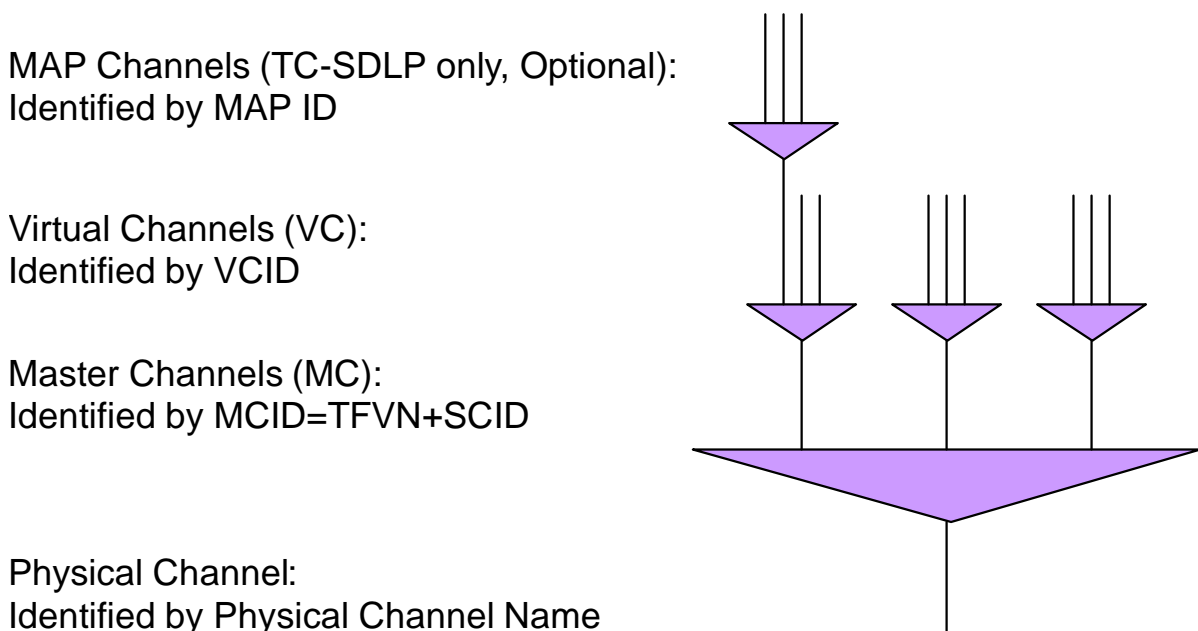 MAP Channels (TC-SDLP only, Optional):
Identified by MAP ID
Virtual Channels (VC):
Identified by VCID
Master Channels (MC):
Identified by MCID=TFVN+SCID
Physical Channel:
Identified by Physical Channel Name